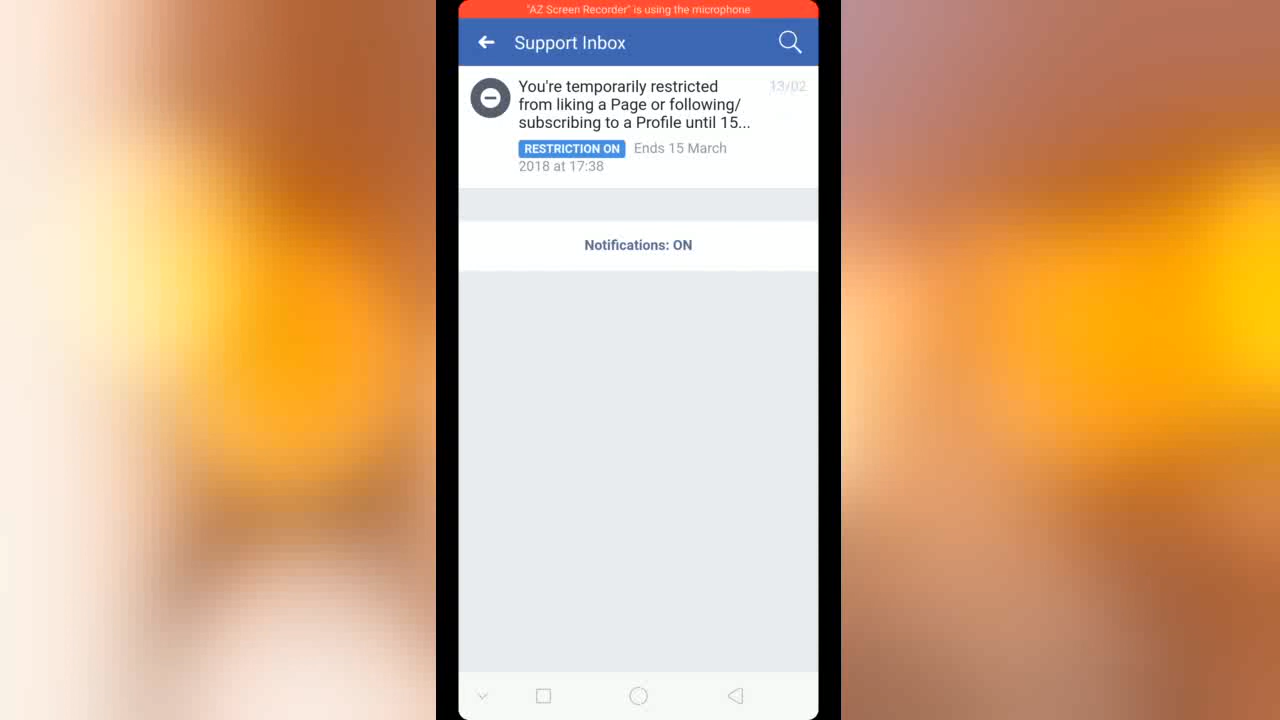 "AZ Screen Recorder" is using the microphone
Support Inbox
You're temporarily restricted
from liking a Page or following/
subscribing to a Profile until 15...
13/02
RESTRICTION ON Ends 15 March
2018 at 17:38
Notifications: ON